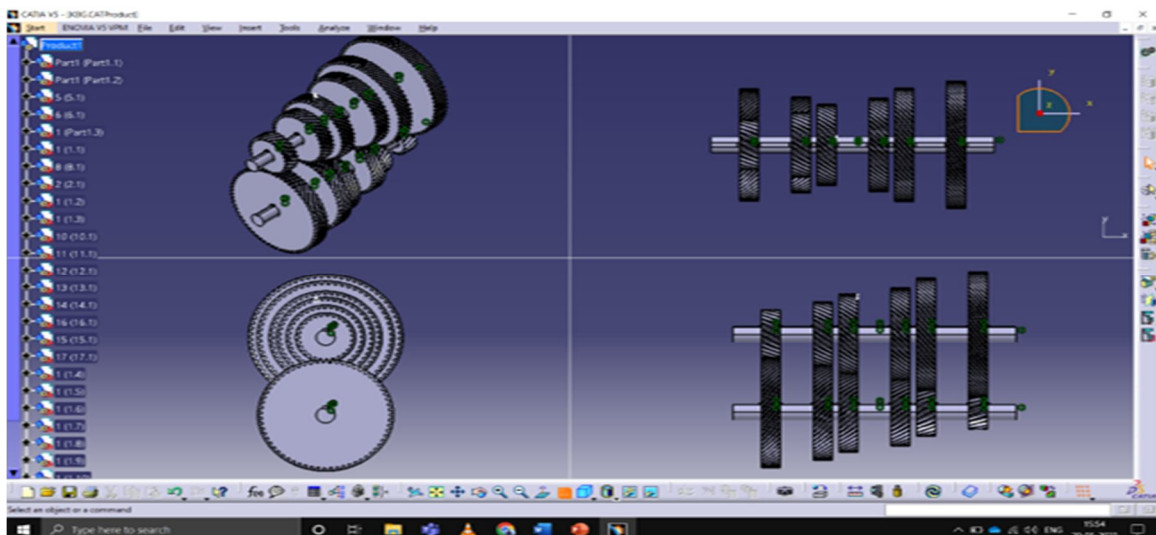 CATIA V5 - [KBG.CATProduct]
Start ENOVIA V5 VPM File Edit View Insert Tools Analyze Window Help
Product1
Part1 (Part1.1)
Part1 (Part1.2)
5 (5.1)
6 (6.1)
1 (Part1.3)
1 (1.1)
8 (8.1)
2 (2.1)
1 (1.2)
1 (1.3)
10 (10.1)
11 (11.1)
12 (12.1)
13 (13.1)
14 (14.1)
16 (16.1)
15 (15.1)
17 (17.1)
1 (1.4)
1 (1.5)
1 (1.6)
1 (1.7)
1 (1.8)
1 (1.9)
y
z
x
y
x
CATIA
Select an object or a command
Type here to search
ENG
15:54